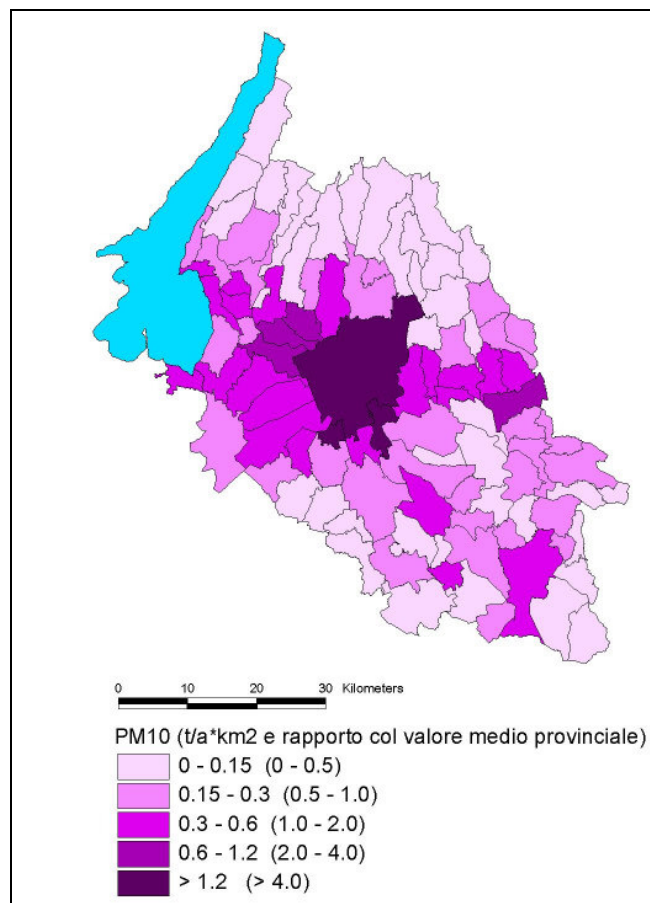 0 10 20 30 Kilometers
PM10 (t/a*km2 e rapporto col valore medio provinciale)
0 - 0.15 (0 - 0.5)
0.15 - 0.3 (0.5 - 1.0)
0.3 - 0.6 (1.0 - 2.0)
0.6 - 1.2 (2.0 - 4.0)
> 1.2 (> 4.0)